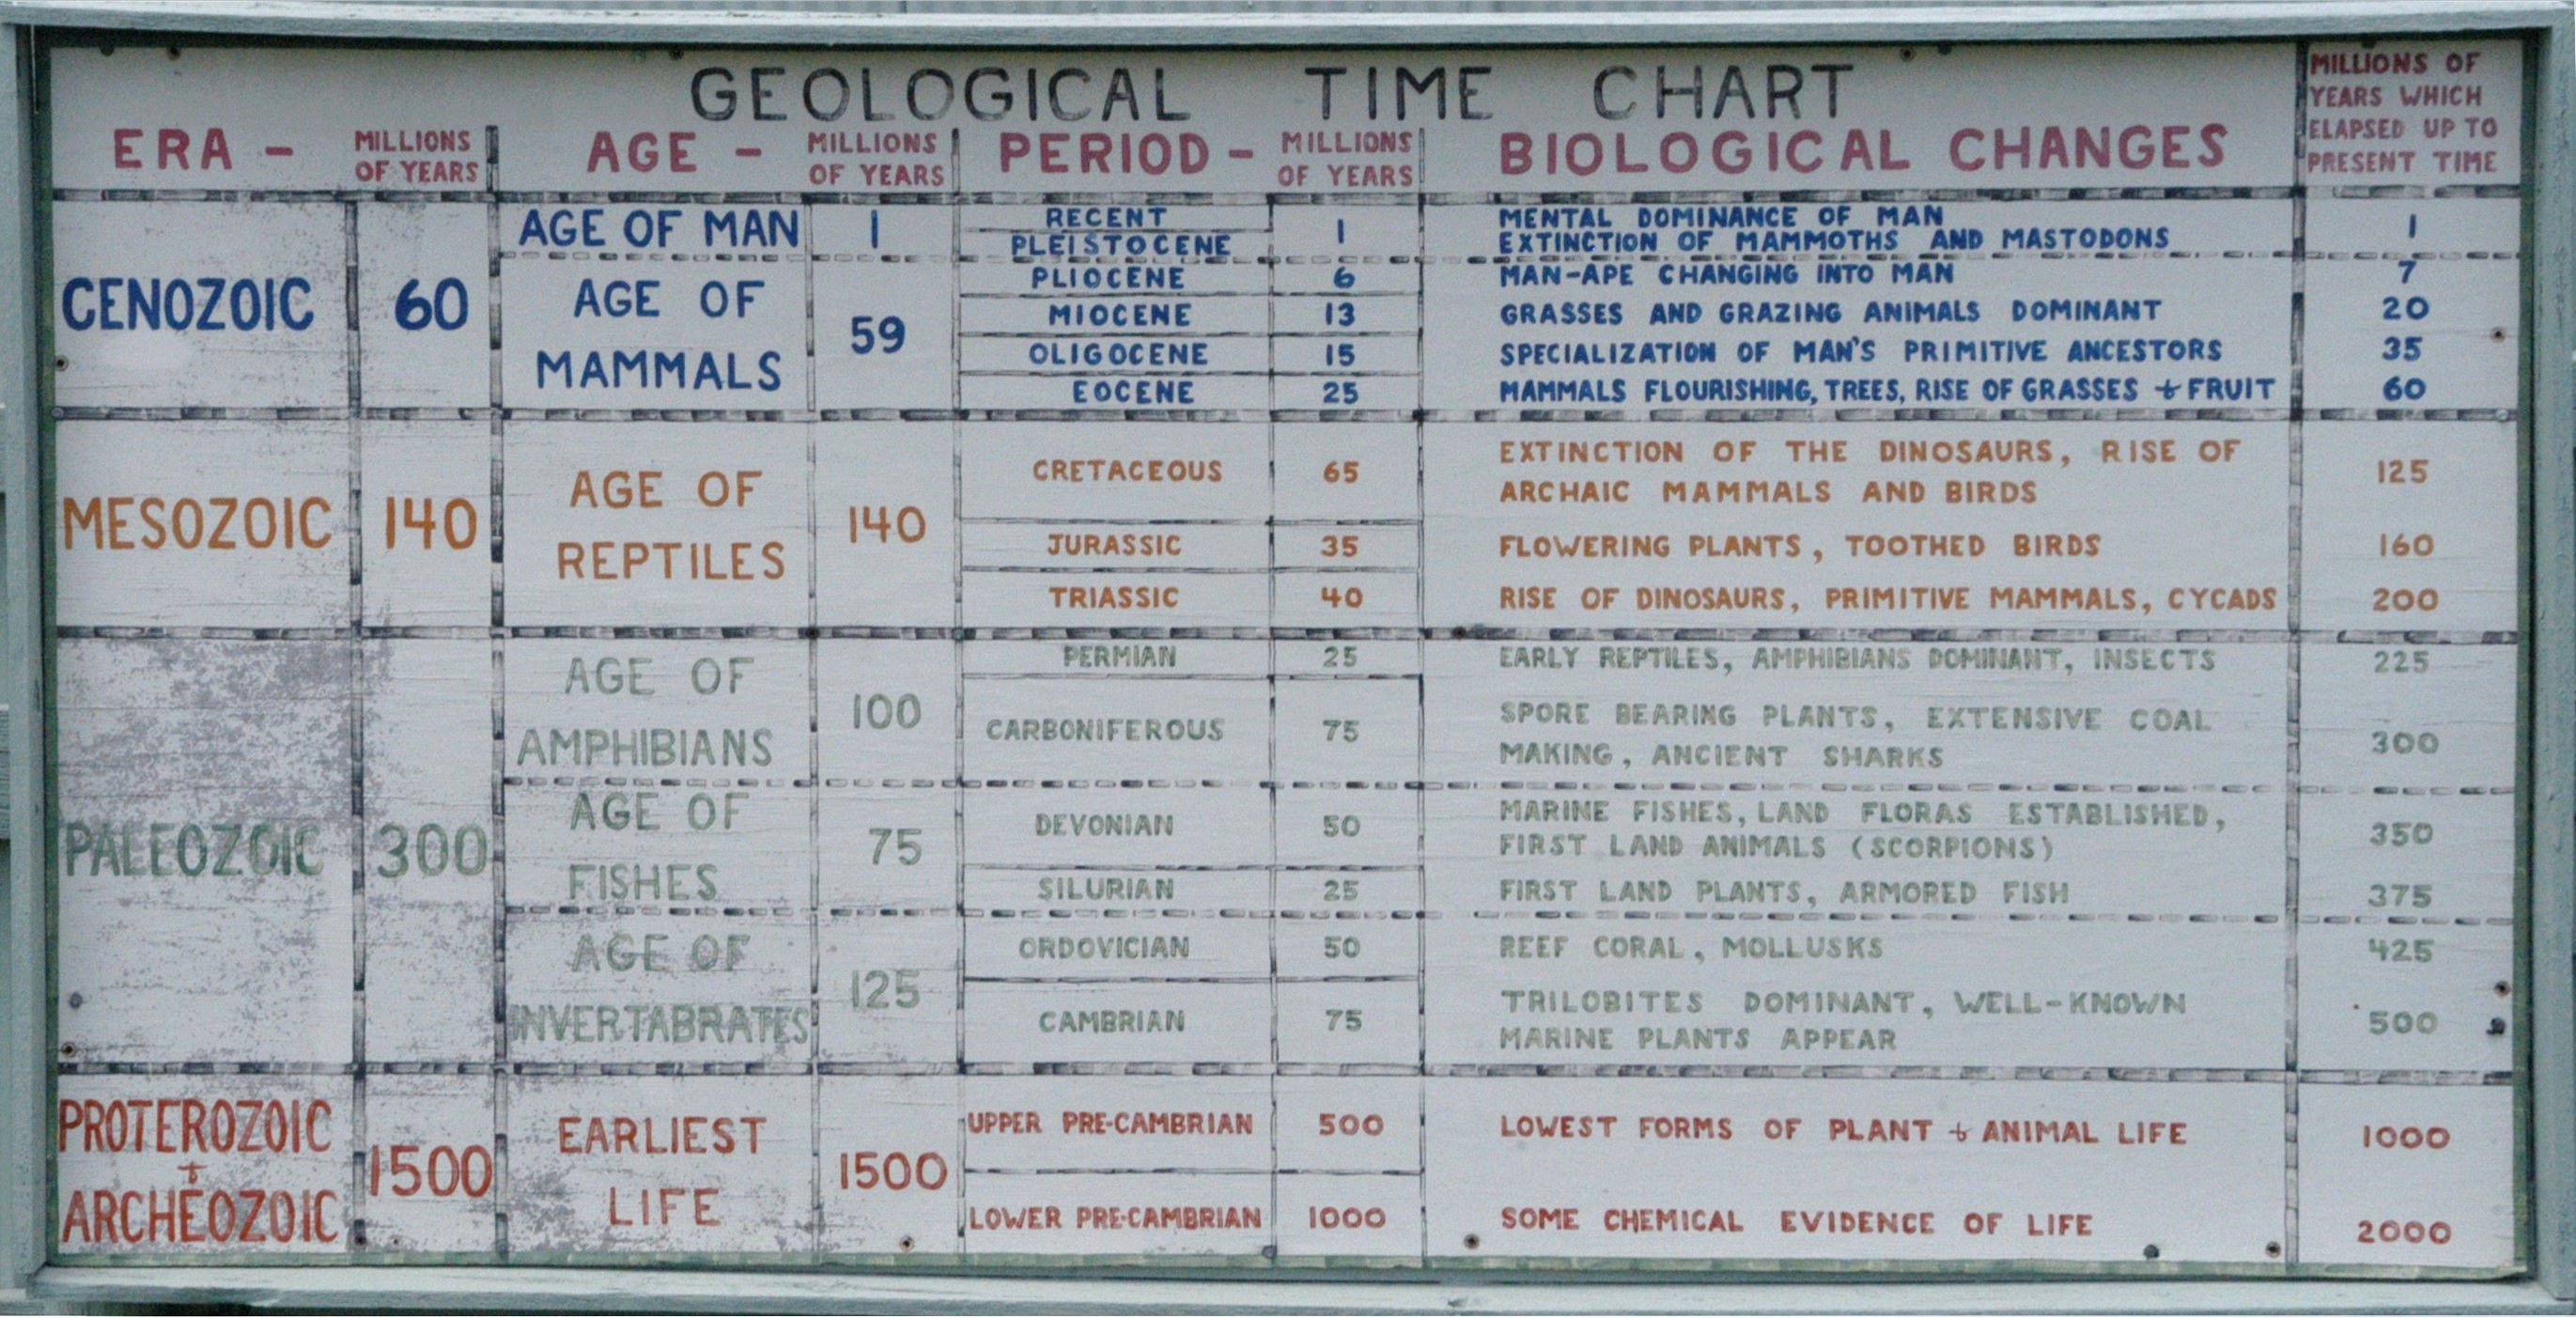 GEOLOGICAL TIME CHART
MILLIONS OF
YEARS WHICH
ELAPSED UP TO
PRESENT TIME
ERA -
MILLIONS
OF YEARS
AGE -
MILLIONS
OF YEARS
PERIOD -
MILLIONS
OF YEARS
BIOLOGICAL CHANGES
CENOZOIC
60
AGE OF MAN
1
RECENT
PLEISTOCENE
1
MENTAL DOMINANCE OF MAN
EXTINCTION OF MAMMOTHS AND MASTODONS
1
AGE OF
MAMMALS
59
PLIOCENE 6 MAN-APE CHANGING INTO MAN 7
MIOCENE 13 GRASSES AND GRAZING ANIMALS DOMINANT 20
OLIGOCENE 15 SPECIALIZATION OF MAN'S PRIMITIVE ANCESTORS 35
EOCENE 25 MAMMALS FLOURISHING, TREES, RISE OF GRASSES + FRUIT 60
MESOZOIC
140
AGE OF
REPTILES
140
CRETACEOUS
65
EXTINCTION OF THE DINOSAURS, RISE OF
ARCHAIC MAMMALS AND BIRDS
125
JURASSIC 35 FLOWERING PLANTS, TOOTHED BIRDS 160
TRIASSIC 40 RISE OF DINOSAURS, PRIMITIVE MAMMALS, CYCADS 200
PALEOZOIC
300
AGE OF
AMPHIBIANS
100
PERMIAN 25 EARLY REPTILES, AMPHIBIANS DOMINANT, INSECTS 225
CARBONIFEROUS
75
SPORE BEARING PLANTS, EXTENSIVE COAL
MAKING, ANCIENT SHARKS
300
AGE OF
FISHES
75
DEVONIAN
50
MARINE FISHES, LAND FLORAS ESTABLISHED,
FIRST LAND ANIMALS (SCORPIONS)
350
SILURIAN 25 FIRST LAND PLANTS, ARMORED FISH 375
AGE OF
INVERTABRATES
125
ORDOVICIAN 50 REEF CORAL, MOLLUSKS 425
CAMBRIAN
75
TRILOBITES DOMINANT, WELL-KNOWN
MARINE PLANTS APPEAR
500
PROTEROZOIC
+
ARCHEOZOIC
1500
EARLIEST
LIFE
1500
UPPER PRE-CAMBRIAN 500 LOWEST FORMS OF PLANT + ANIMAL LIFE 1000
LOWER PRE-CAMBRIAN 1000 SOME CHEMICAL EVIDENCE OF LIFE 2000